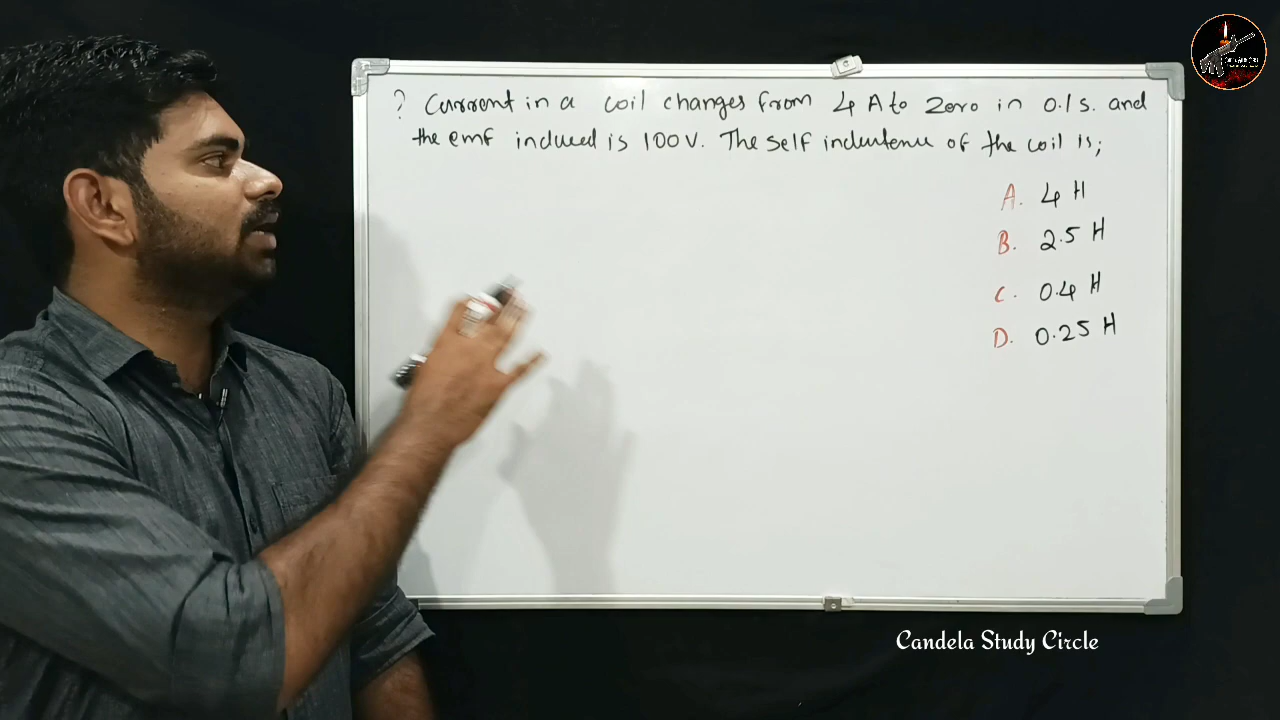 ? Current in a coil changes from 4 A to zero in 0.1 s. and
the emf induced is 100 V. The self inductance of the coil is;
A. 4 H
B. 2.5 H
C. 0.4 H
D. 0.25 H
Candela Study Circle